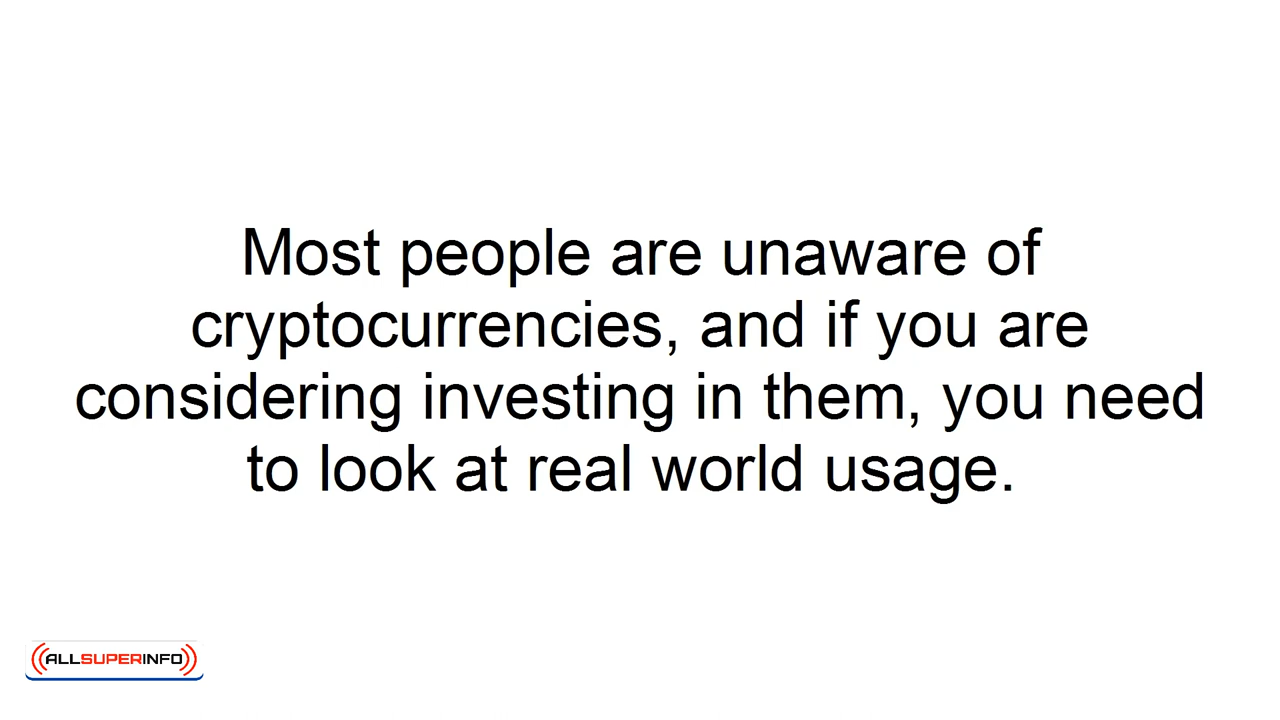 Most people are unaware of
cryptocurrencies, and if you are
considering investing in them, you need
to look at real world usage.
ALLSUPERINFO